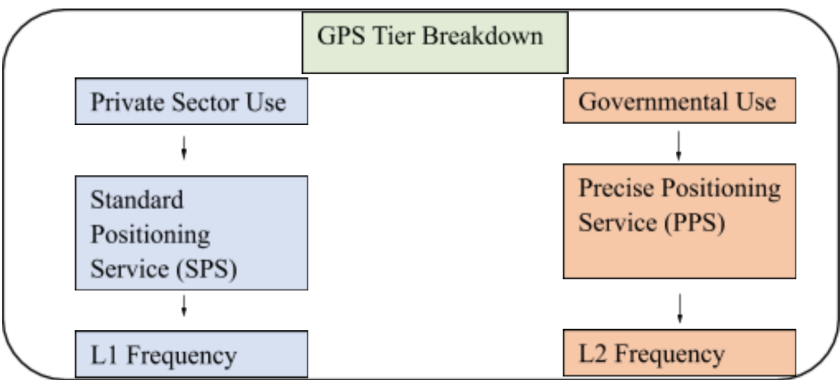 GPS Tier Breakdown
Private Sector Use
Standard
Positioning
Service (SPS)
L1 Frequency
Governmental Use
Precise Positioning
Service (PPS)
L2 Frequency